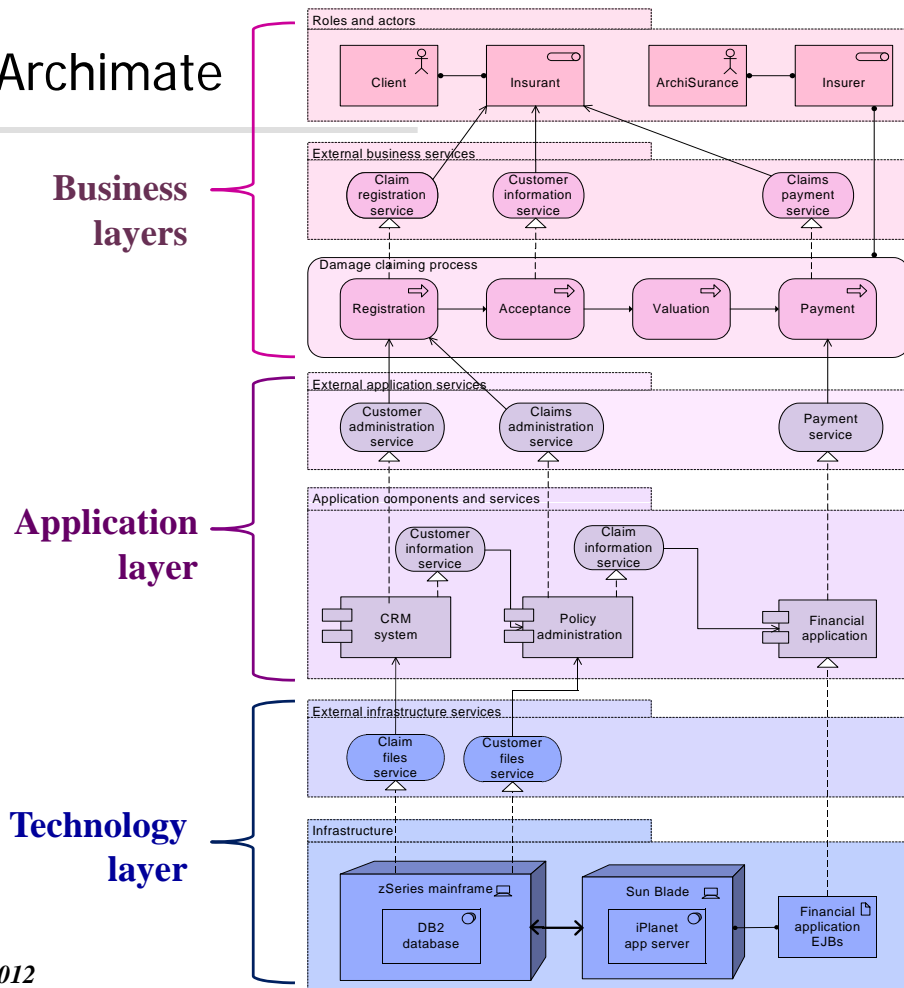 Archimate
Roles and actors
Client
Insurant
ArchiSurance
Insurer
Business
layers
External business services
Claim
registration
service
Customer
information
service
Claims
payment
service
Damage claiming process
Registration
Acceptance
Valuation
Payment
External application services
Customer
administration
service
Claims
administration
service
Payment
service
Application
layer
Application components and services
Customer
information
service
Claim
information
service
CRM
system
Policy
administration
Financial
application
Technology
layer
External infrastructure services
Claim
files
service
Customer
files
service
Infrastructure
zSeries mainframe
DB2
database
Sun Blade
iPlanet
app server
Financial
application
EJBs
012